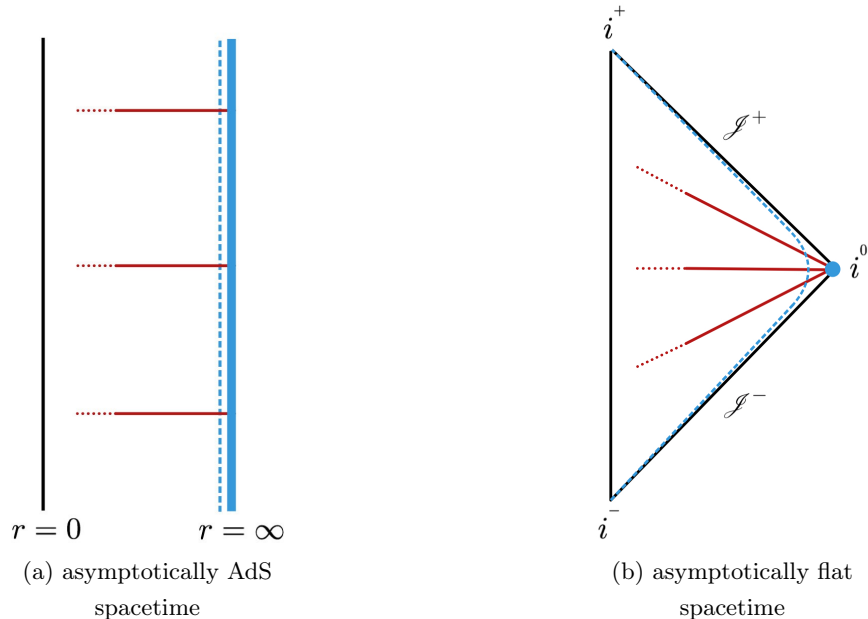 i⁺
𝒥⁺
i⁰
𝒥⁻
r = 0
r = ∞
i⁻
(a) asymptotically AdS
spacetime
(b) asymptotically flat
spacetime